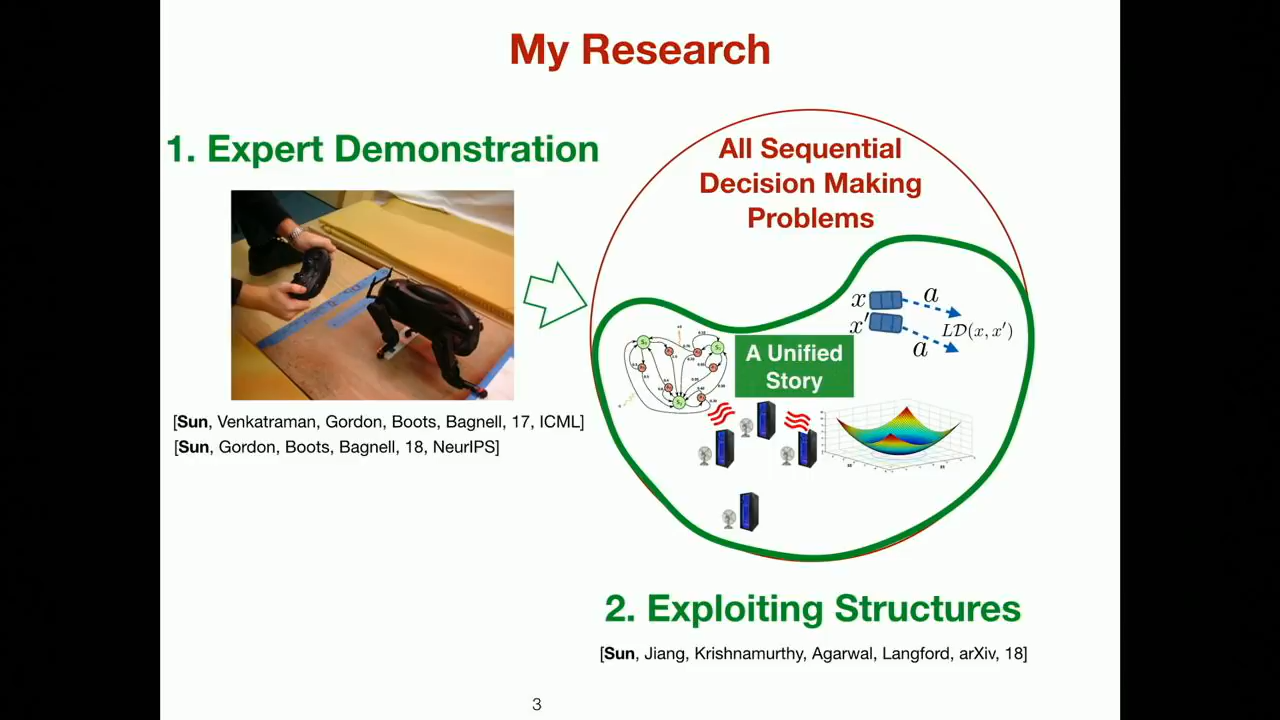 My Research
1. Expert Demonstration
All Sequential
Decision Making
Problems
x
a
x'
LD(x, x')
a
A Unified
Story
[Sun, Venkatraman, Gordon, Boots, Bagnell, 17, ICML]
[Sun, Gordon, Boots, Bagnell, 18, NeurIPS]
2. Exploiting Structures
[Sun, Jiang, Krishnamurthy, Agarwal, Langford, arXiv, 18]
3